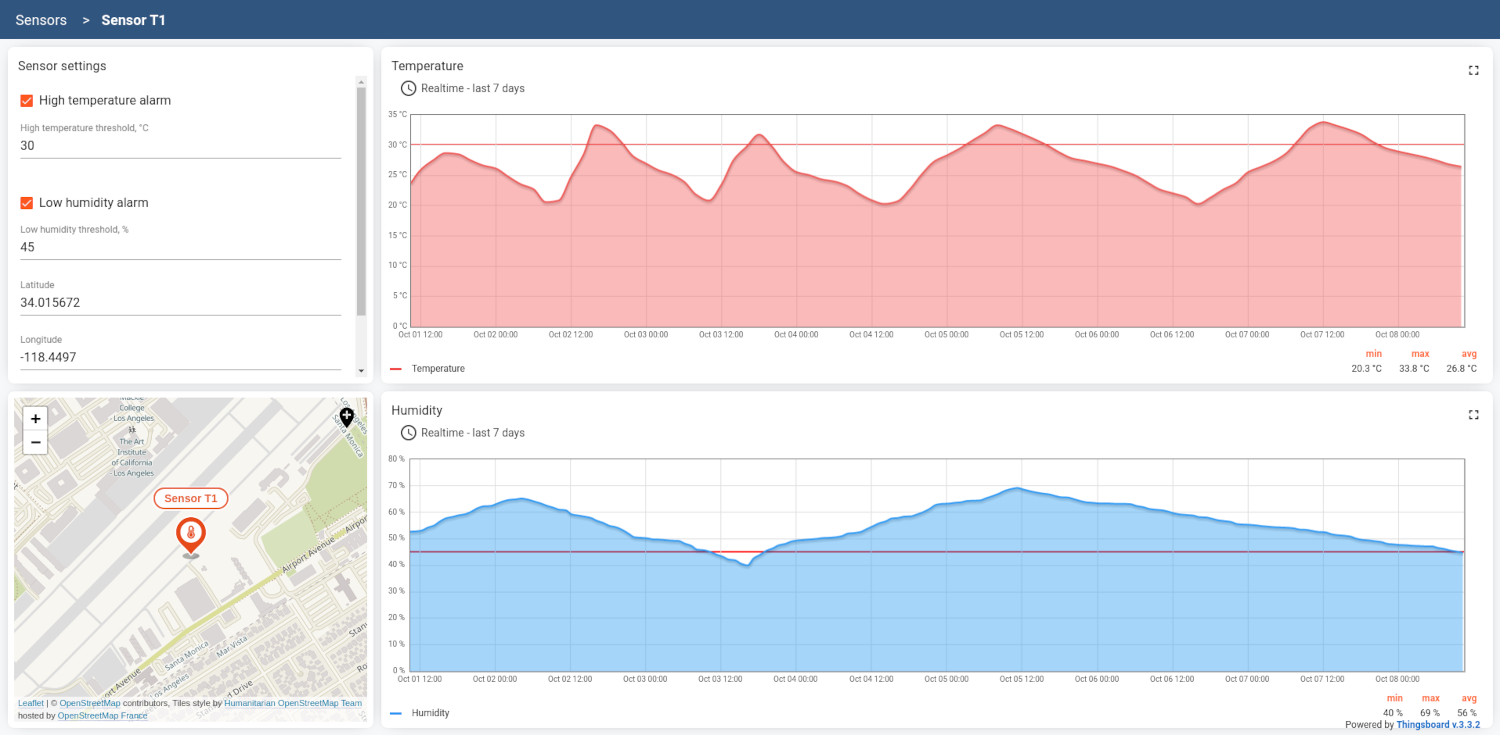 Sensors > Sensor T1
Sensor settings
High temperature alarm
High temperature threshold, °C
30
Low humidity alarm
Low humidity threshold, %
45
Latitude
34.015672
Longitude
-118.4497
Temperature
Realtime - last 7 days
35 °C
30 °C
25 °C
20 °C
15 °C
10 °C
5 °C
0 °C
Oct 01 12:00 Oct 02 00:00 Oct 02 12:00 Oct 03 00:00 Oct 03 12:00 Oct 04 00:00 Oct 04 12:00 Oct 05 00:00 Oct 05 12:00 Oct 06 00:00 Oct 06 12:00 Oct 07 00:00 Oct 07 12:00 Oct 08 00:00
min max avg
Temperature 20.3 °C 33.8 °C 26.8 °C
+
−
College
- Los Angeles
The Art
Institute
of California
- Los Angeles
Los Angeles
Santa Monica
Sensor T1
Airport Avenue
Airpor
Santa Monica
Mar Vista
Los Angeles
port Avenue
d Drive
Stan
Ro
Leaflet | © OpenStreetMap contributors, Tiles style by Humanitarian OpenStreetMap Team
hosted by OpenStreetMap France
Humidity
Realtime - last 7 days
80 %
70 %
60 %
50 %
40 %
30 %
20 %
10 %
0 %
Oct 01 12:00 Oct 02 00:00 Oct 02 12:00 Oct 03 00:00 Oct 03 12:00 Oct 04 00:00 Oct 04 12:00 Oct 05 00:00 Oct 05 12:00 Oct 06 00:00 Oct 06 12:00 Oct 07 00:00 Oct 07 12:00 Oct 08 00:00
min max avg
Humidity 40 % 69 % 56 %
Powered by Thingsboard v.3.3.2